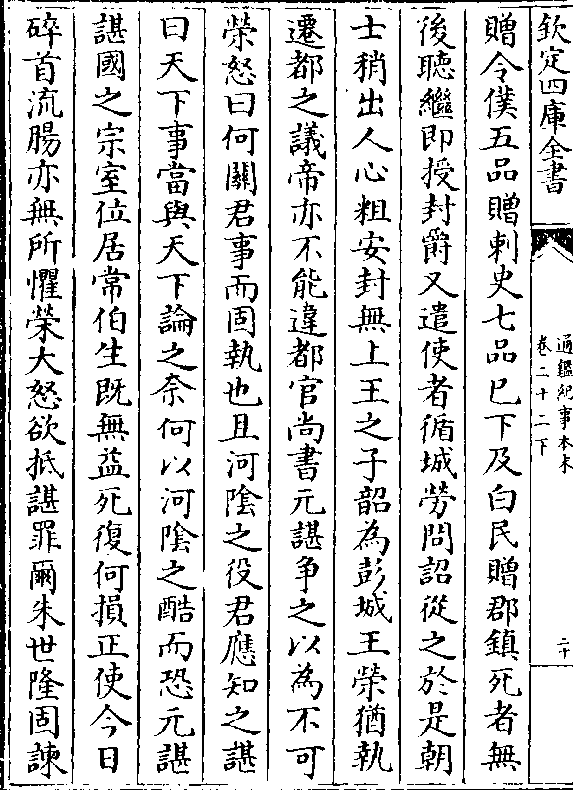 欽定四庫全書
通鑑紀事本末
卷二十二下
二十
贈令僕五品贈刺史七品已下及白民贈郡鎮死者無
後聽繼即授封爵又遣使者循城勞問詔從之於是朝
士稍出人心粗安封無上王之子韶為彭城王榮猶執
遷都之議帝亦不能違都官尚書元諶争之以為不可
榮怒曰何關君事而固執也且河隂之役君應知之諶
曰天下事當與天下論之奈何以河隂之酷而恐元諶
諶國之宗室位居常伯生既無益死復何損正使今日
碎首流腸亦無所懼榮大怒欲抵諶罪爾朱世隆固諫